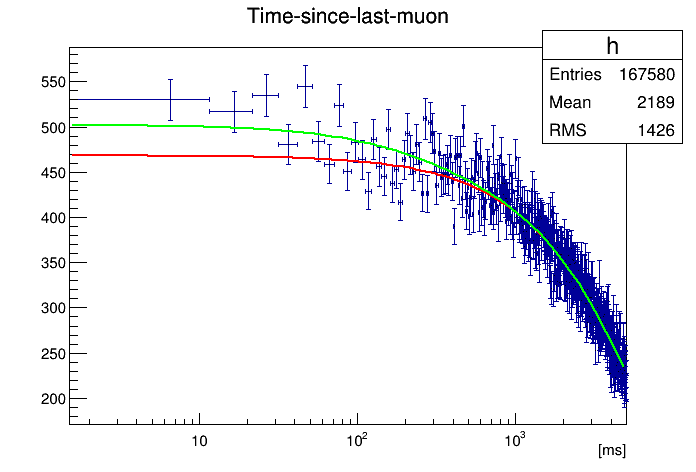 Time-since-last-muon
h
Entries 167580
Mean 2189
RMS 1426
550
500
450
400
350
300
250
200
10
10²
10³
[ms]